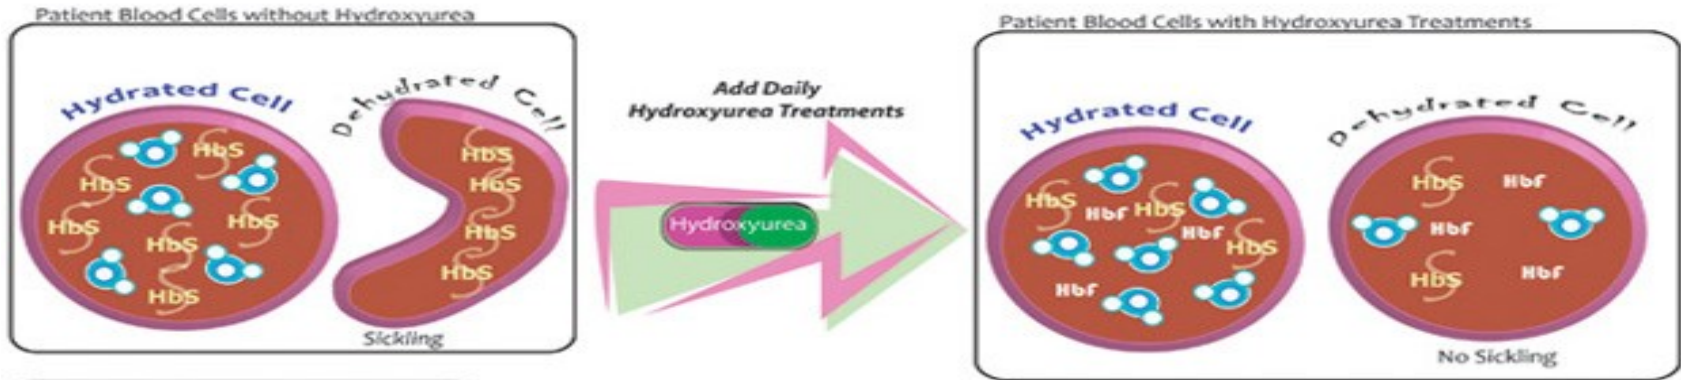 Patient Blood Cells without Hydroxyurea
Hydrated Cell
Dehydrated Cell
HbS
HbS
HbS
HbS
HbS
HbS
HbS
HbS
HbS
HbS
Sickling
Add Daily
Hydroxyurea Treatments
Hydroxyurea
Patient Blood Cells with Hydroxyurea Treatments
Hydrated Cell
Dehydrated Cell
HbS
Hbf
HbS
Hbf
HbS
Hbf
HbS
Hbf
Hbf
HbS
Hbf
No Sickling